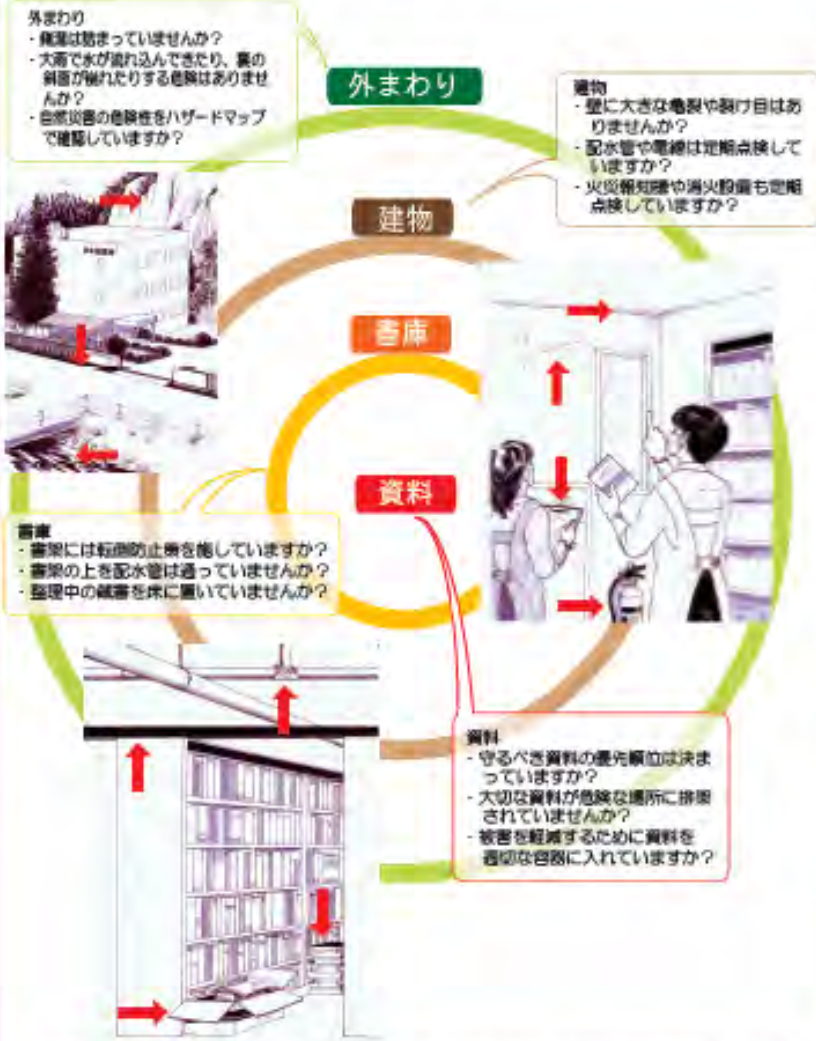 外まわり
・側溝は詰まっていませんか？
・大雨で水が流れ込んできたり、裏の
斜面が崩れたりする危険はありませ
んか？
・自然災害の危険性をハザードマップ
で確認していますか？
外まわり
建物
・壁に大きな亀裂や裂け目はあ
りませんか？
・配水管や電線は定期点検して
いますか？
・火災報知機や消火設備も定期
点検していますか？
建物
書庫
資料
書庫
・書架には転倒防止策を施していますか？
・書架の上を配水管は通っていませんか？
・整理中の蔵書を床に置いていませんか？
資料
・守るべき資料の優先順位は決ま
っていますか？
・大切な資料が危険な場所に排架
されていませんか？
・被害を軽減するために資料を
適切な容器に入れていますか？